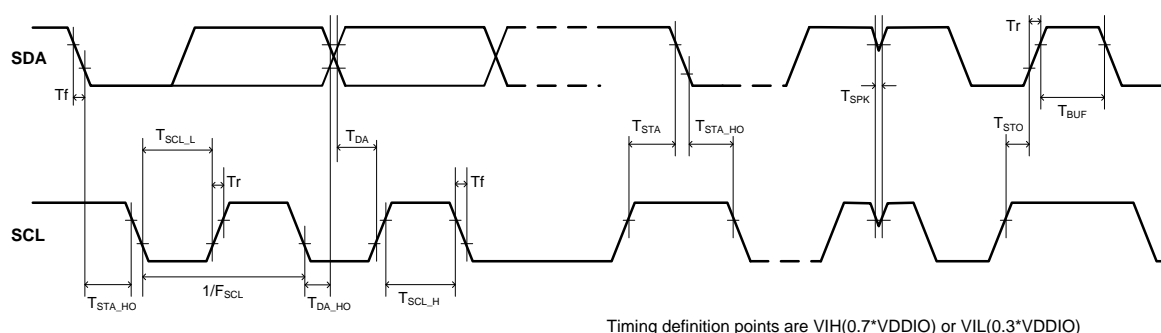 Tr
SDA
Tf
T_SPK
T_BUF
T_SCL_L
T_DA
T_STA
T_STA_HO
T_STO
Tr
Tf
SCL
T_STA_HO
1/F_SCL
T_DA_HO
T_SCL_H
Timing definition points are VIH(0.7*VDDIO) or VIL(0.3*VDDIO)